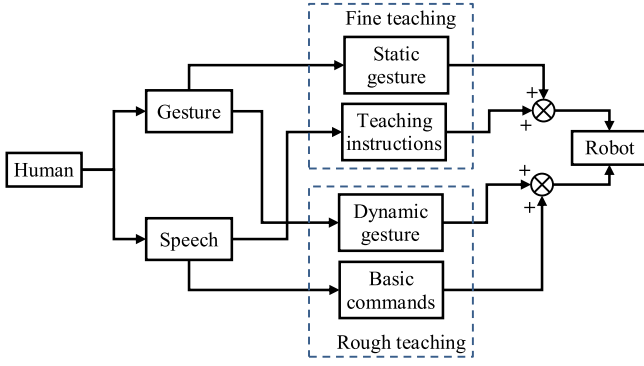 Fine teaching
Static
gesture
Gesture
Teaching
instructions
+
+
Human
Robot
Speech
Dynamic
gesture
+
+
Basic
commands
Rough teaching